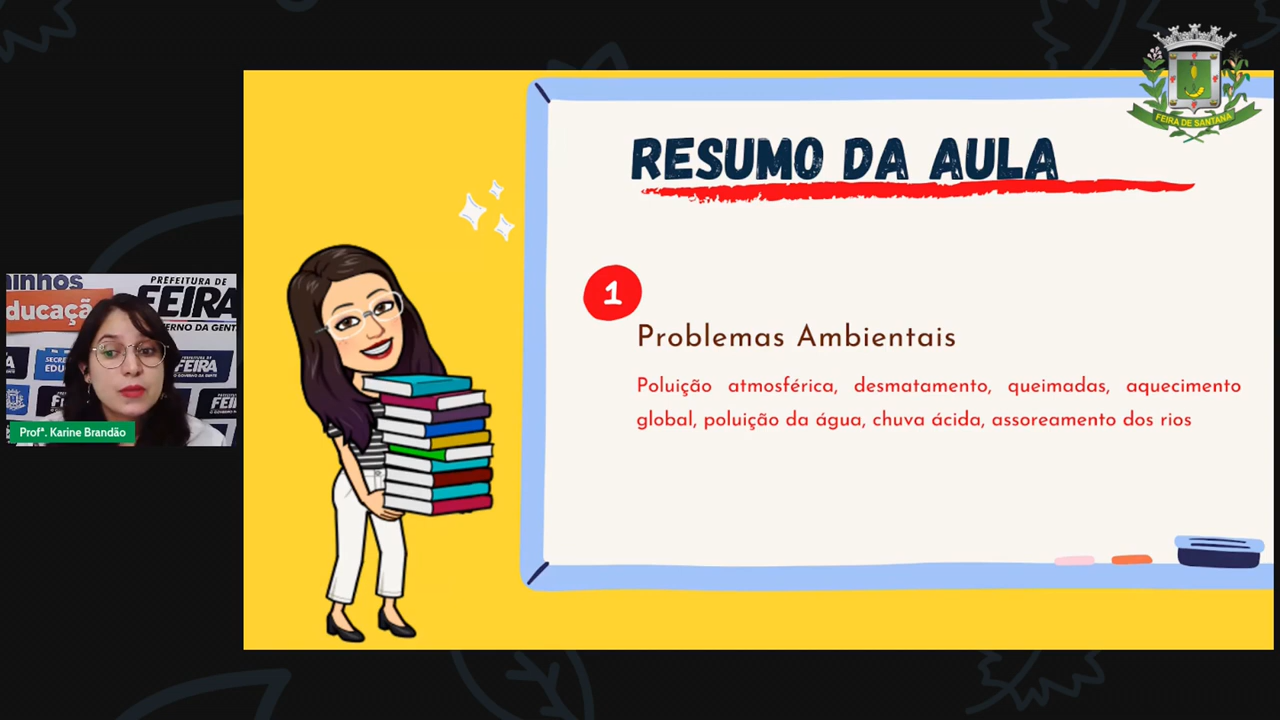 FEIRA DE SANTANA
RESUMO DA AULA
1
Problemas Ambientais
Poluição atmosférica, desmatamento, queimadas, aquecimento
global, poluição da água, chuva ácida, assoreamento dos rios
PREFEITURA DE
FEIRA
Profª. Karine Brandão